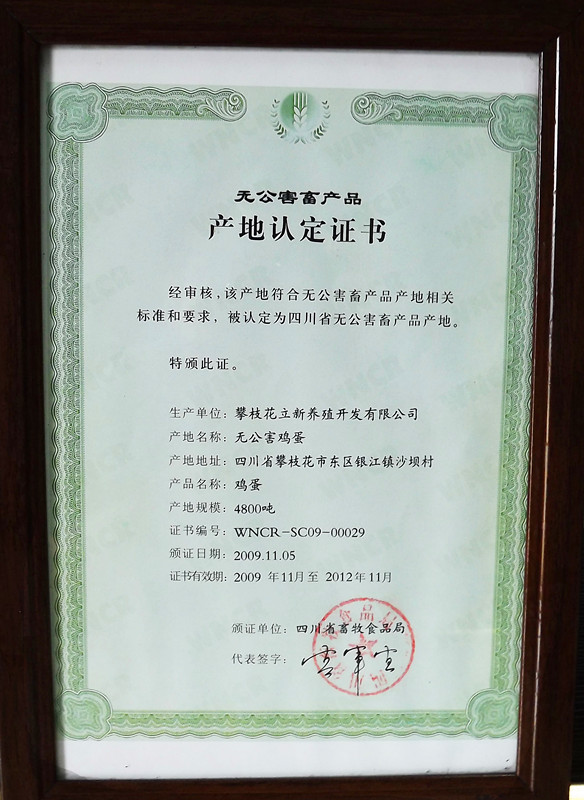 无公害畜产品
产地认定证书
经审核,该产地符合无公害畜产品产地相关
标准和要求，被认定为四川省无公害畜产品产地。
特颁此证。
生产单位：攀枝花立新养殖开发有限公司
产地名称：无公害鸡蛋
产地地址：四川省攀枝花市东区银江镇沙坝村
产品名称：鸡蛋
产地规模：4800吨
证书编号：WNCR-SC09-00029
颁证日期：2009.11.05
证书有效期：2009 年11月至 2012年11月
颁证单位：四川省畜牧食品局
代表签字：